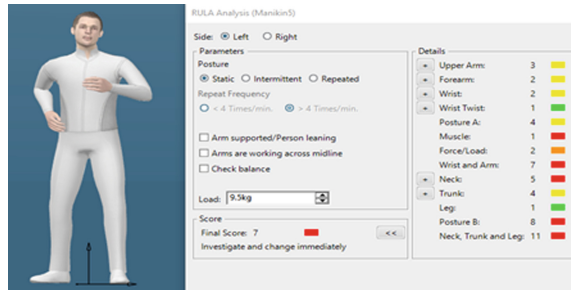 RULA Analysis (Manikin5)
Side: Left Right
Parameters
Posture
Static Intermittent Repeated
Repeat Frequency
< 4 Times/min. > 4 Times/min.
Arm supported/Person leaning
Arms are working across midline
Check balance
Load: 9.5kg
Score
Final Score: 7 <<
Investigate and change immediately
Details
+ Upper Arm: 3
+ Forearm: 2
+ Wrist: 2
+ Wrist Twist: 1
Posture A: 4
Muscle: 1
Force/Load: 2
Wrist and Arm: 7
+ Neck: 5
+ Trunk: 4
Leg: 1
Posture B: 8
Neck, Trunk and Leg: 11